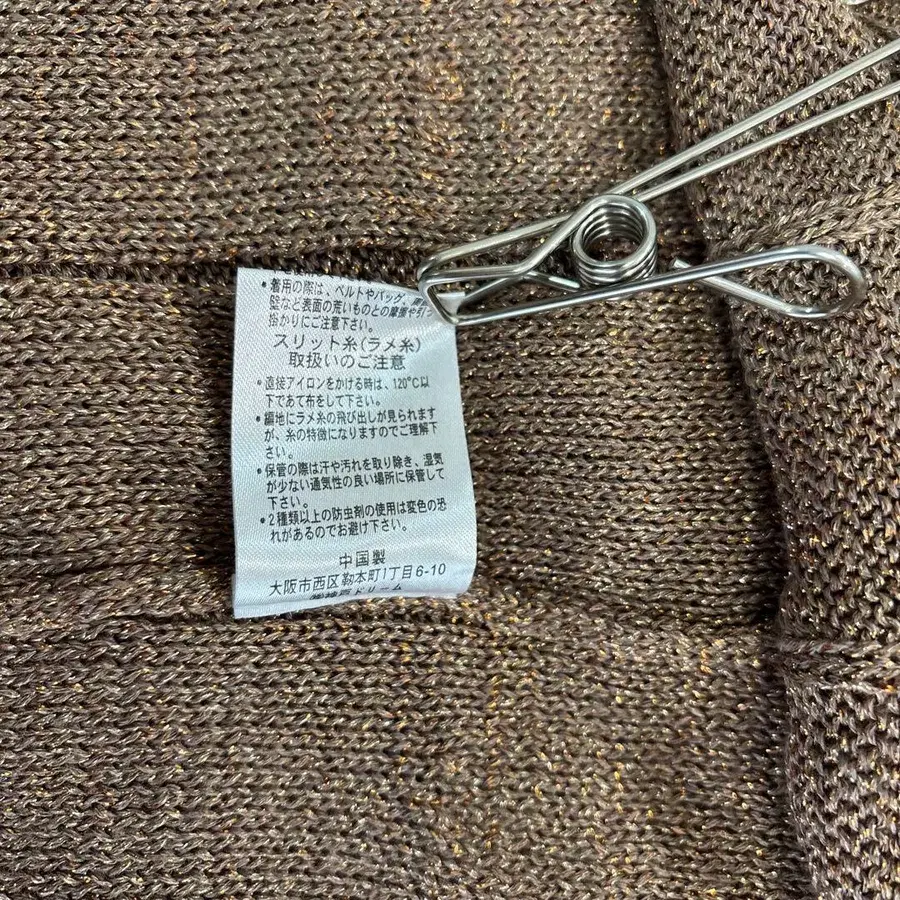 •着用の際は、ベルトやバッグ、
壁など表面の荒いものとの摩擦や引っ
掛かりにご注意下さい。
スリット糸(ラメ糸)
取扱いのご注意
•直接アイロンをかける時は、120°C以
下であて布をして下さい。
•編地にラメ糸の飛び出しが見られます
が、糸の特徴になりますのでご理解下
さい。
•保管の際は汗や汚れを取り除き、湿気
が少ない通気性の良い場所に保管して
下さい。
•2種類以上の防虫剤の使用は変色の恐
れがあるのでお避け下さい。
中国製
大阪市西区靭本町1丁目6-10
ドリーム